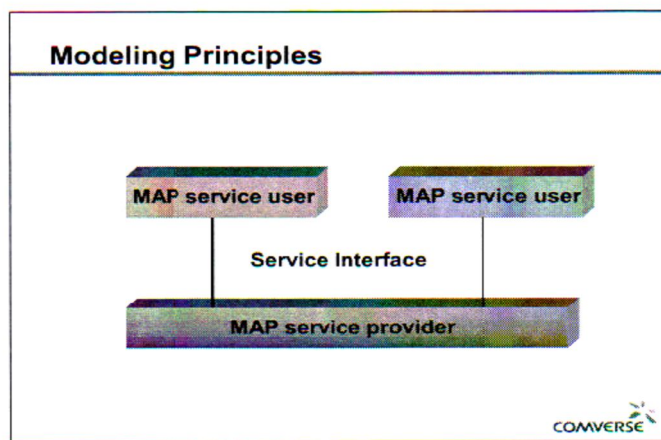 Modeling Principles
MAP service user
MAP service user
Service Interface
MAP service provider
COMVERSE